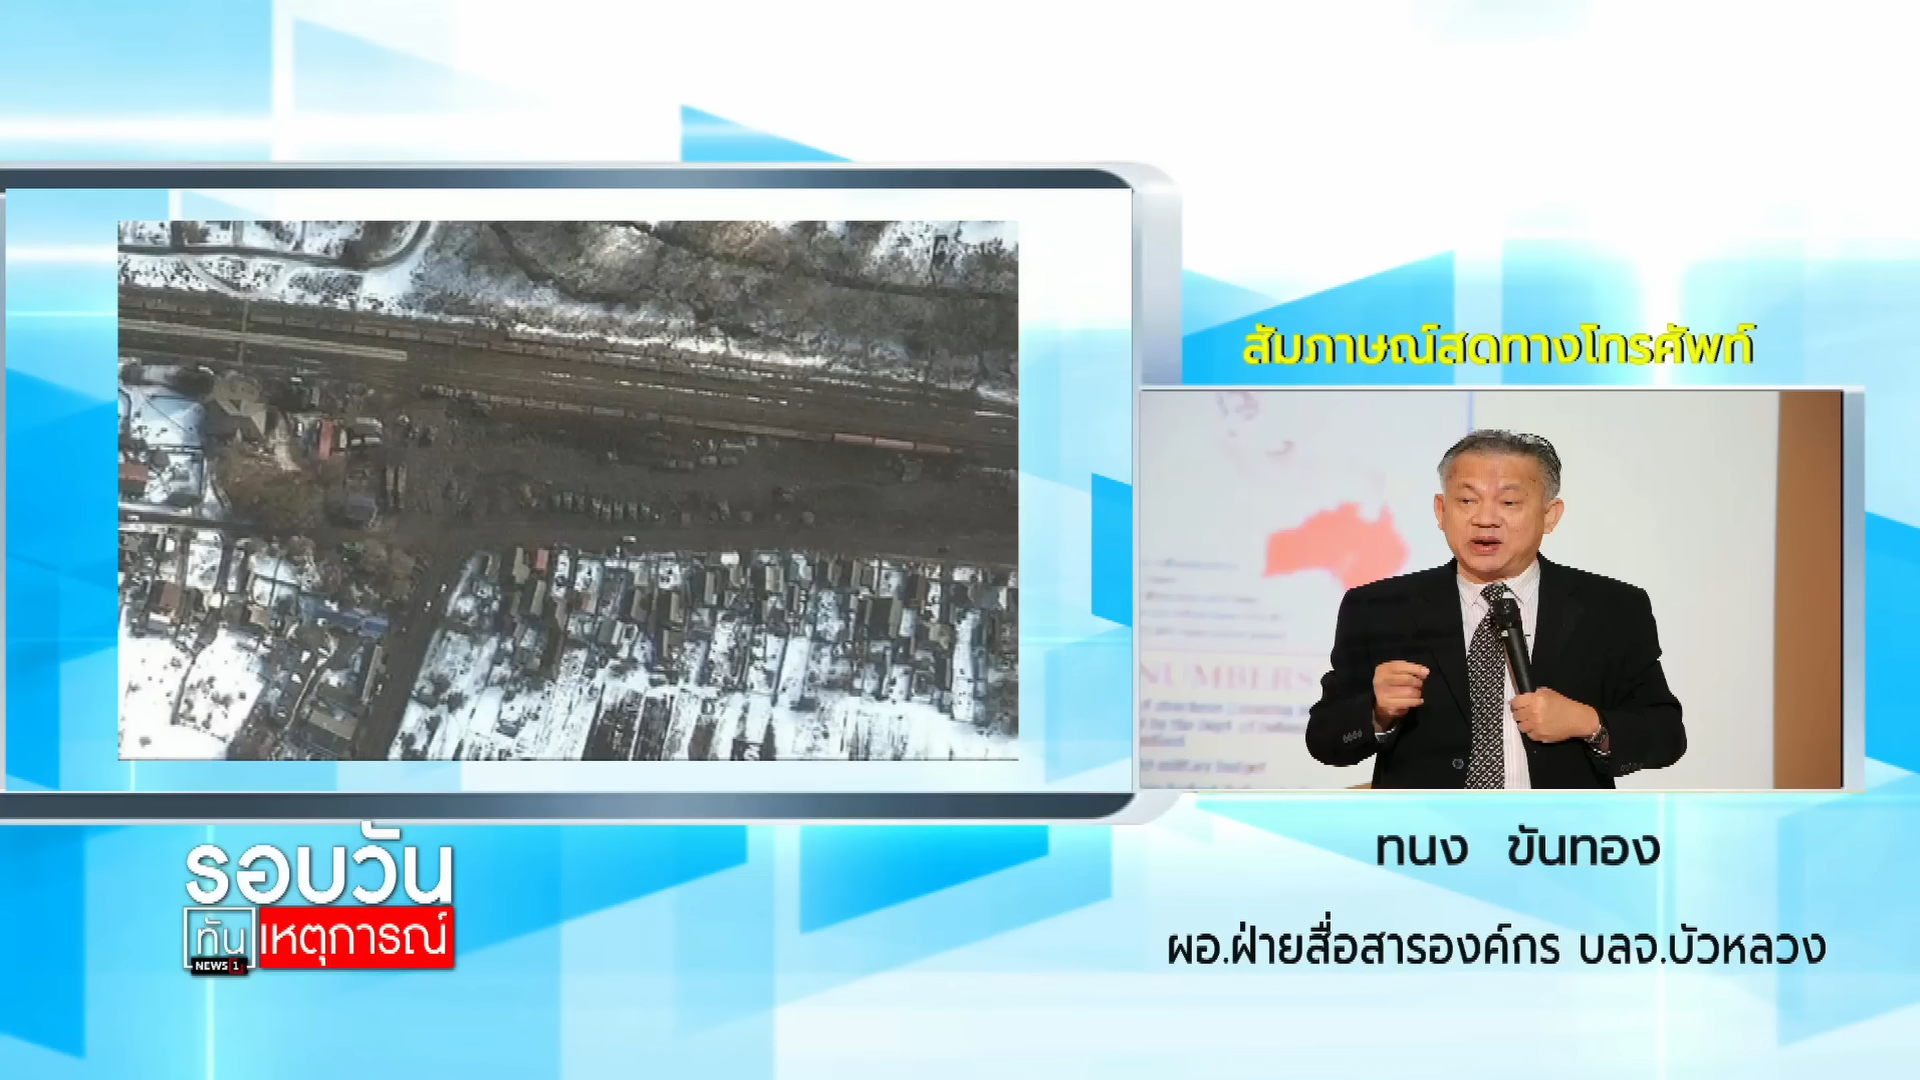 สัมภาษณ์สดทางโทรศัพท์
NUMBERS
ทนง ขันทอง
ผอ.ฝ่ายสื่อสารองค์กร บลจ.บัวหลวง
รอบวัน
ทันเหตุการณ์
NEWS 1